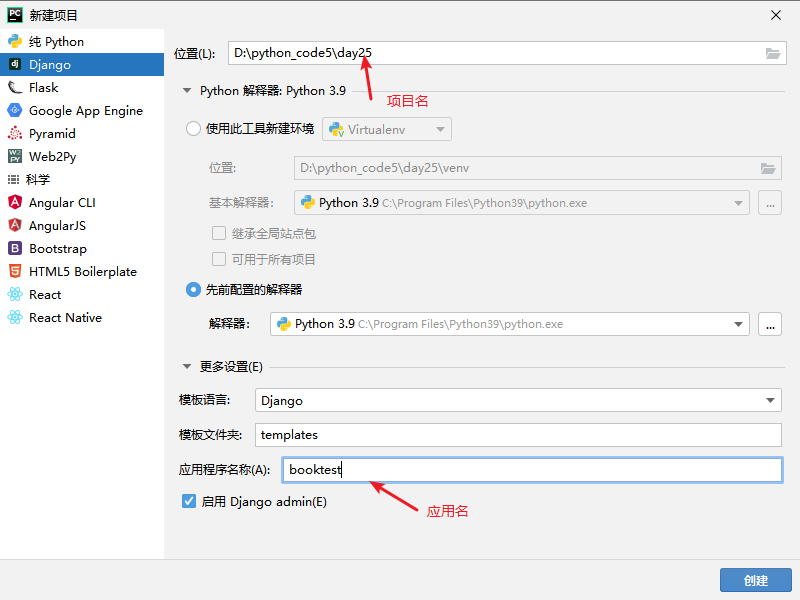 新建项目
纯 Python
Django
Flask
Google App Engine
Pyramid
Web2Py
科学
Angular CLI
AngularJS
Bootstrap
HTML5 Boilerplate
React
React Native
位置(L): D:\python_code5\day25
项目名
Python 解释器: Python 3.9
使用此工具新建环境 Virtualenv
位置: D:\python_code5\day25\venv
基本解释器: Python 3.9 C:\Program Files\Python39\python.exe ...
继承全局站点包
可用于所有项目
先前配置的解释器
解释器: Python 3.9 C:\Program Files\Python39\python.exe ...
更多设置(E)
模板语言: Django
模板文件夹: templates
应用程序名称(A): booktest
启用 Django admin(E)
应用名
创建